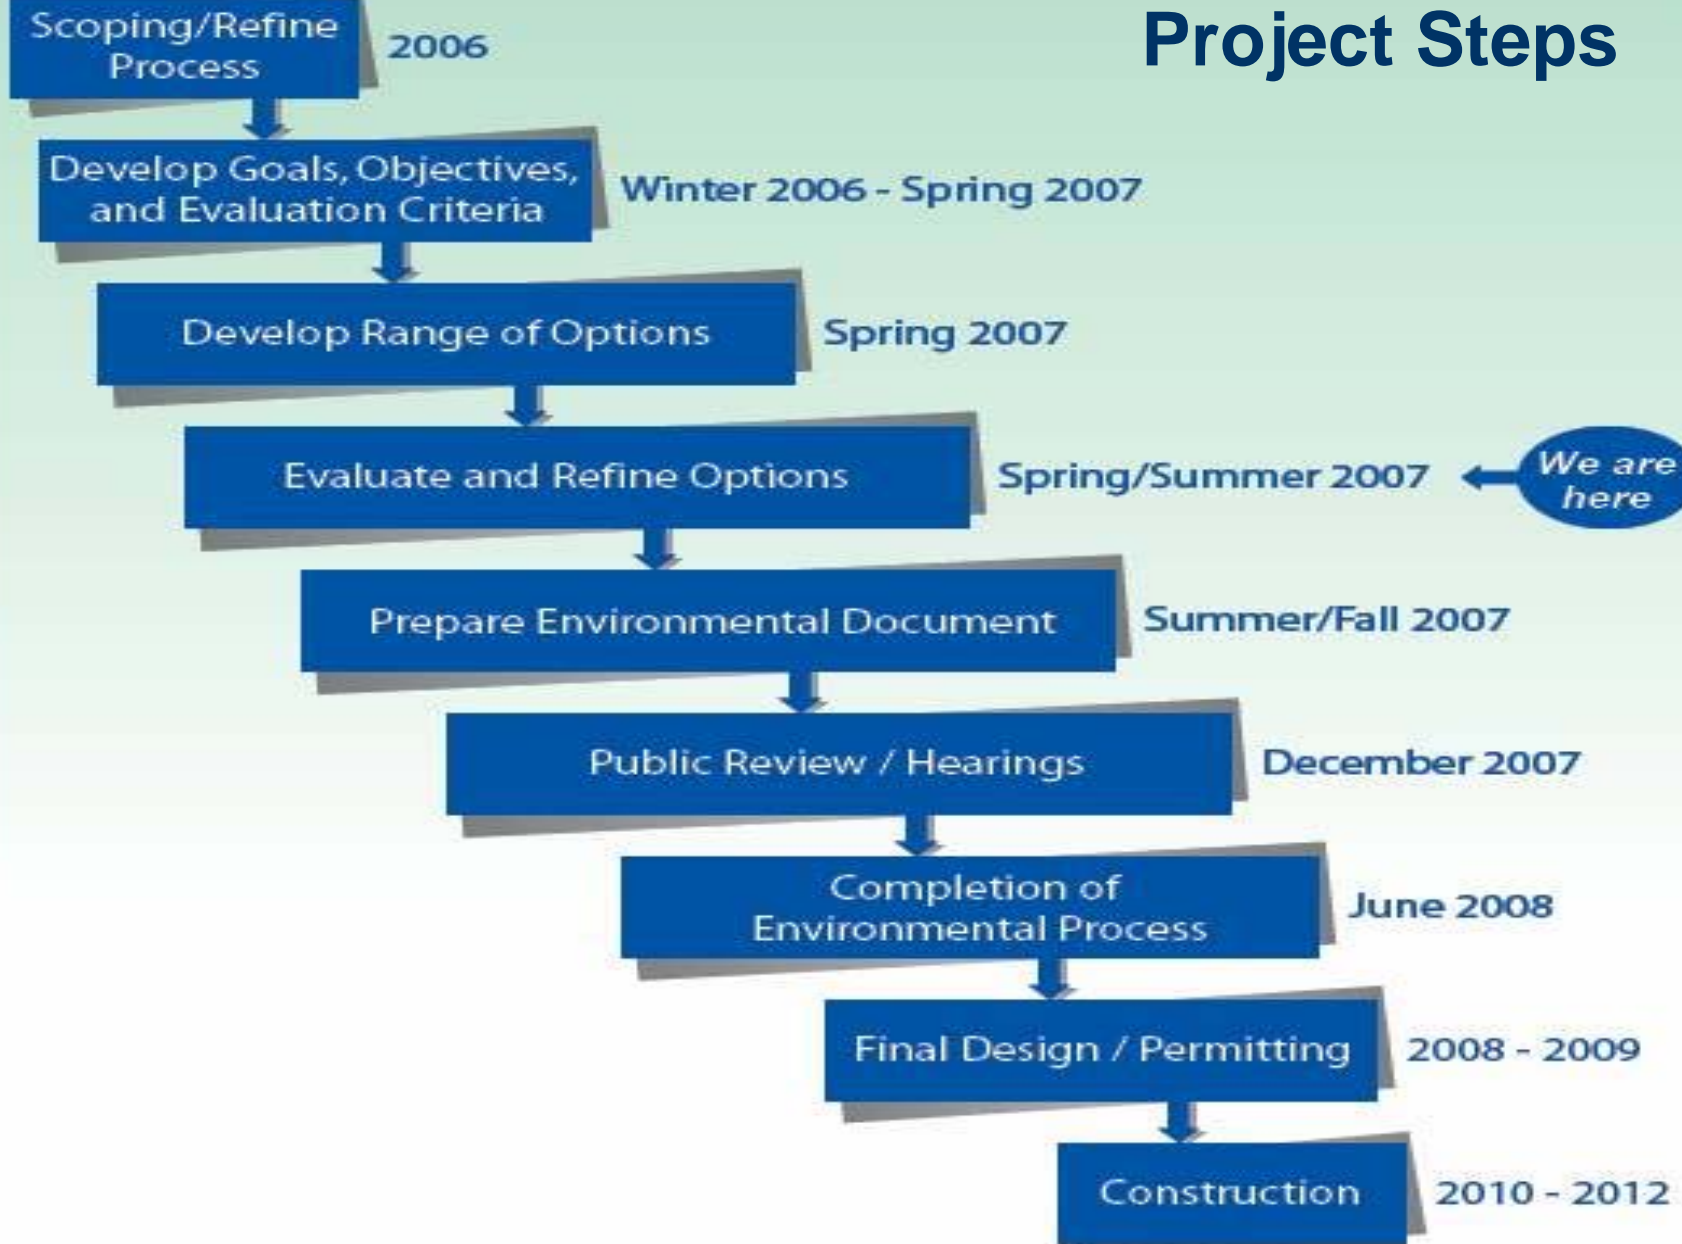 Project Steps
Scoping/Refine
Process
2006
Develop Goals, Objectives,
and Evaluation Criteria
Winter 2006 - Spring 2007
Develop Range of Options
Spring 2007
Evaluate and Refine Options
Spring/Summer 2007
We are
here
Prepare Environmental Document
Summer/Fall 2007
Public Review / Hearings
December 2007
Completion of
Environmental Process
June 2008
Final Design / Permitting
2008 - 2009
Construction
2010 - 2012